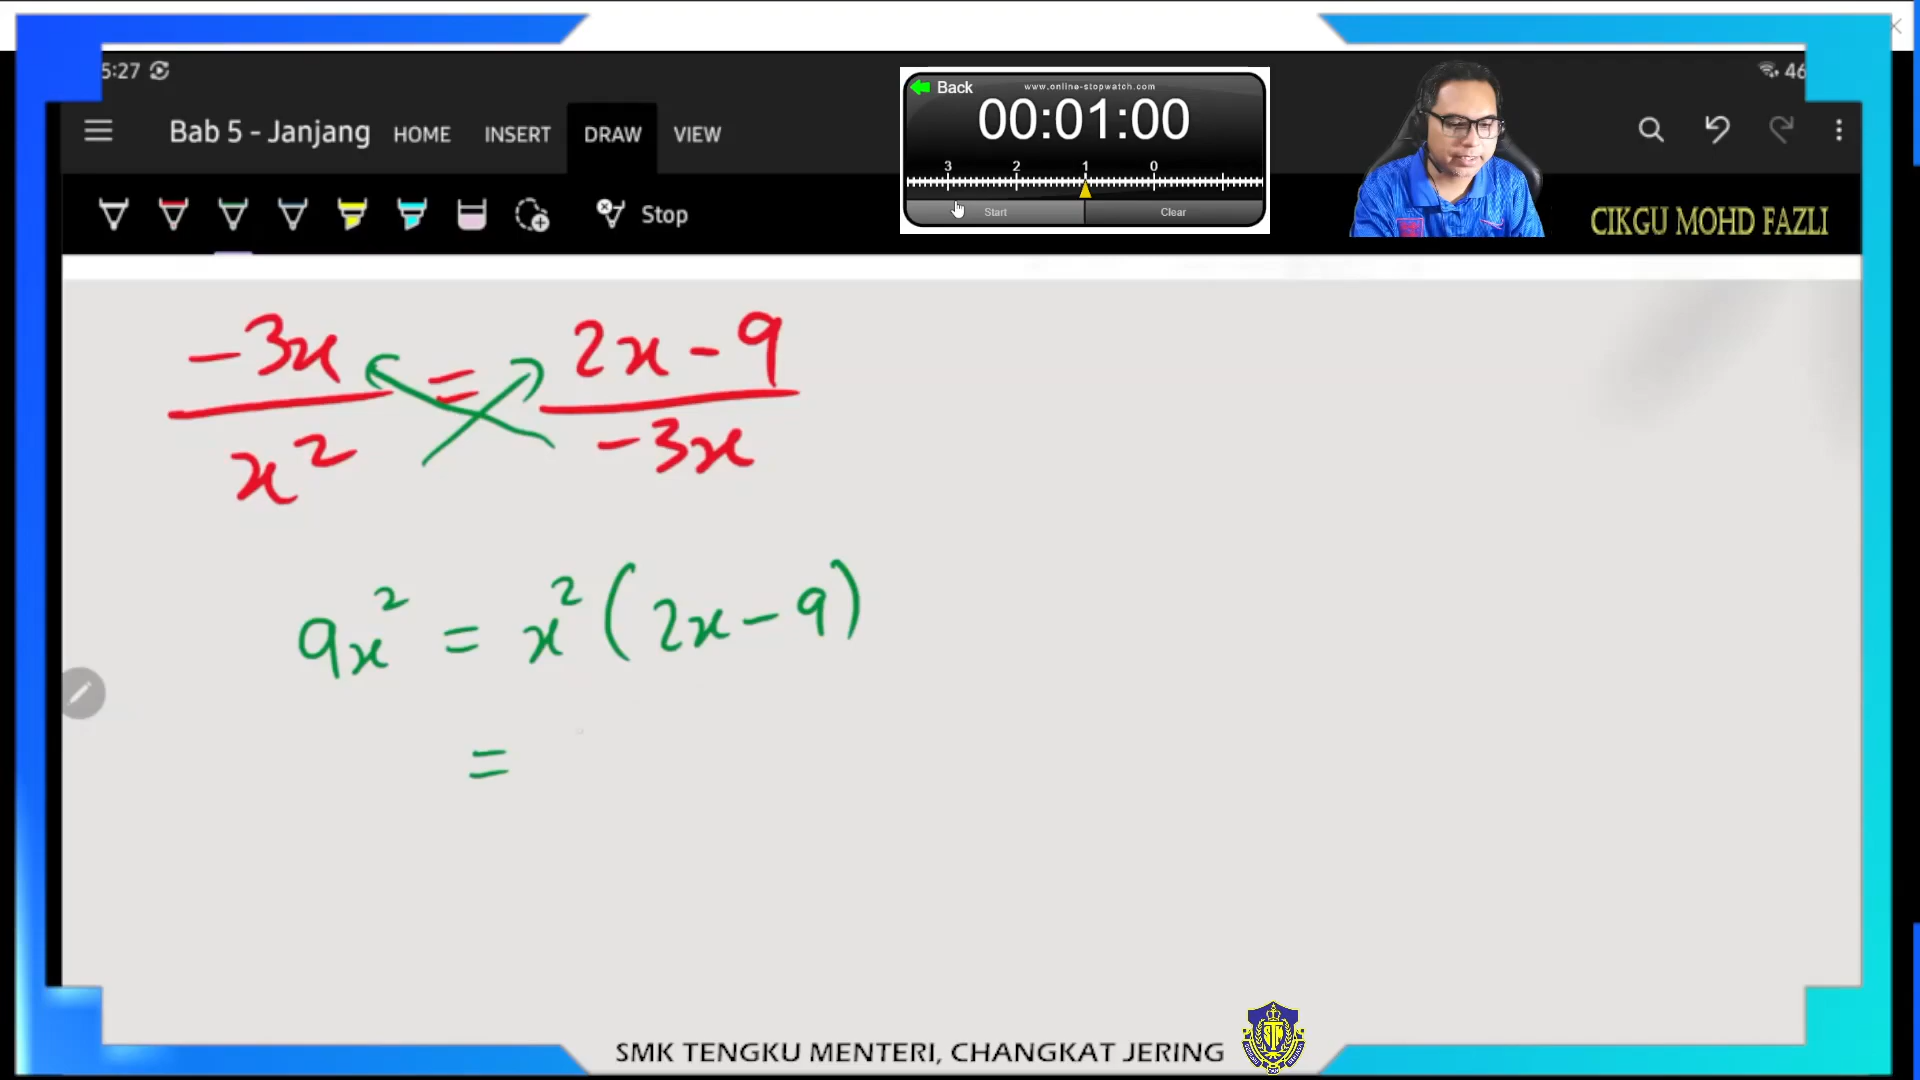 5:27
46
Back
www.online-stopwatch.com
00:01:00
3 2 1 0
Start Clear
Bab 5 - Janjang HOME INSERT DRAW VIEW
Stop
CIKGU MOHD FAZLI
-3x/x² = 2x-9/-3x
9x² = x²(2x-9)
=
SMK TENGKU MENTERI, CHANGKAT JERING